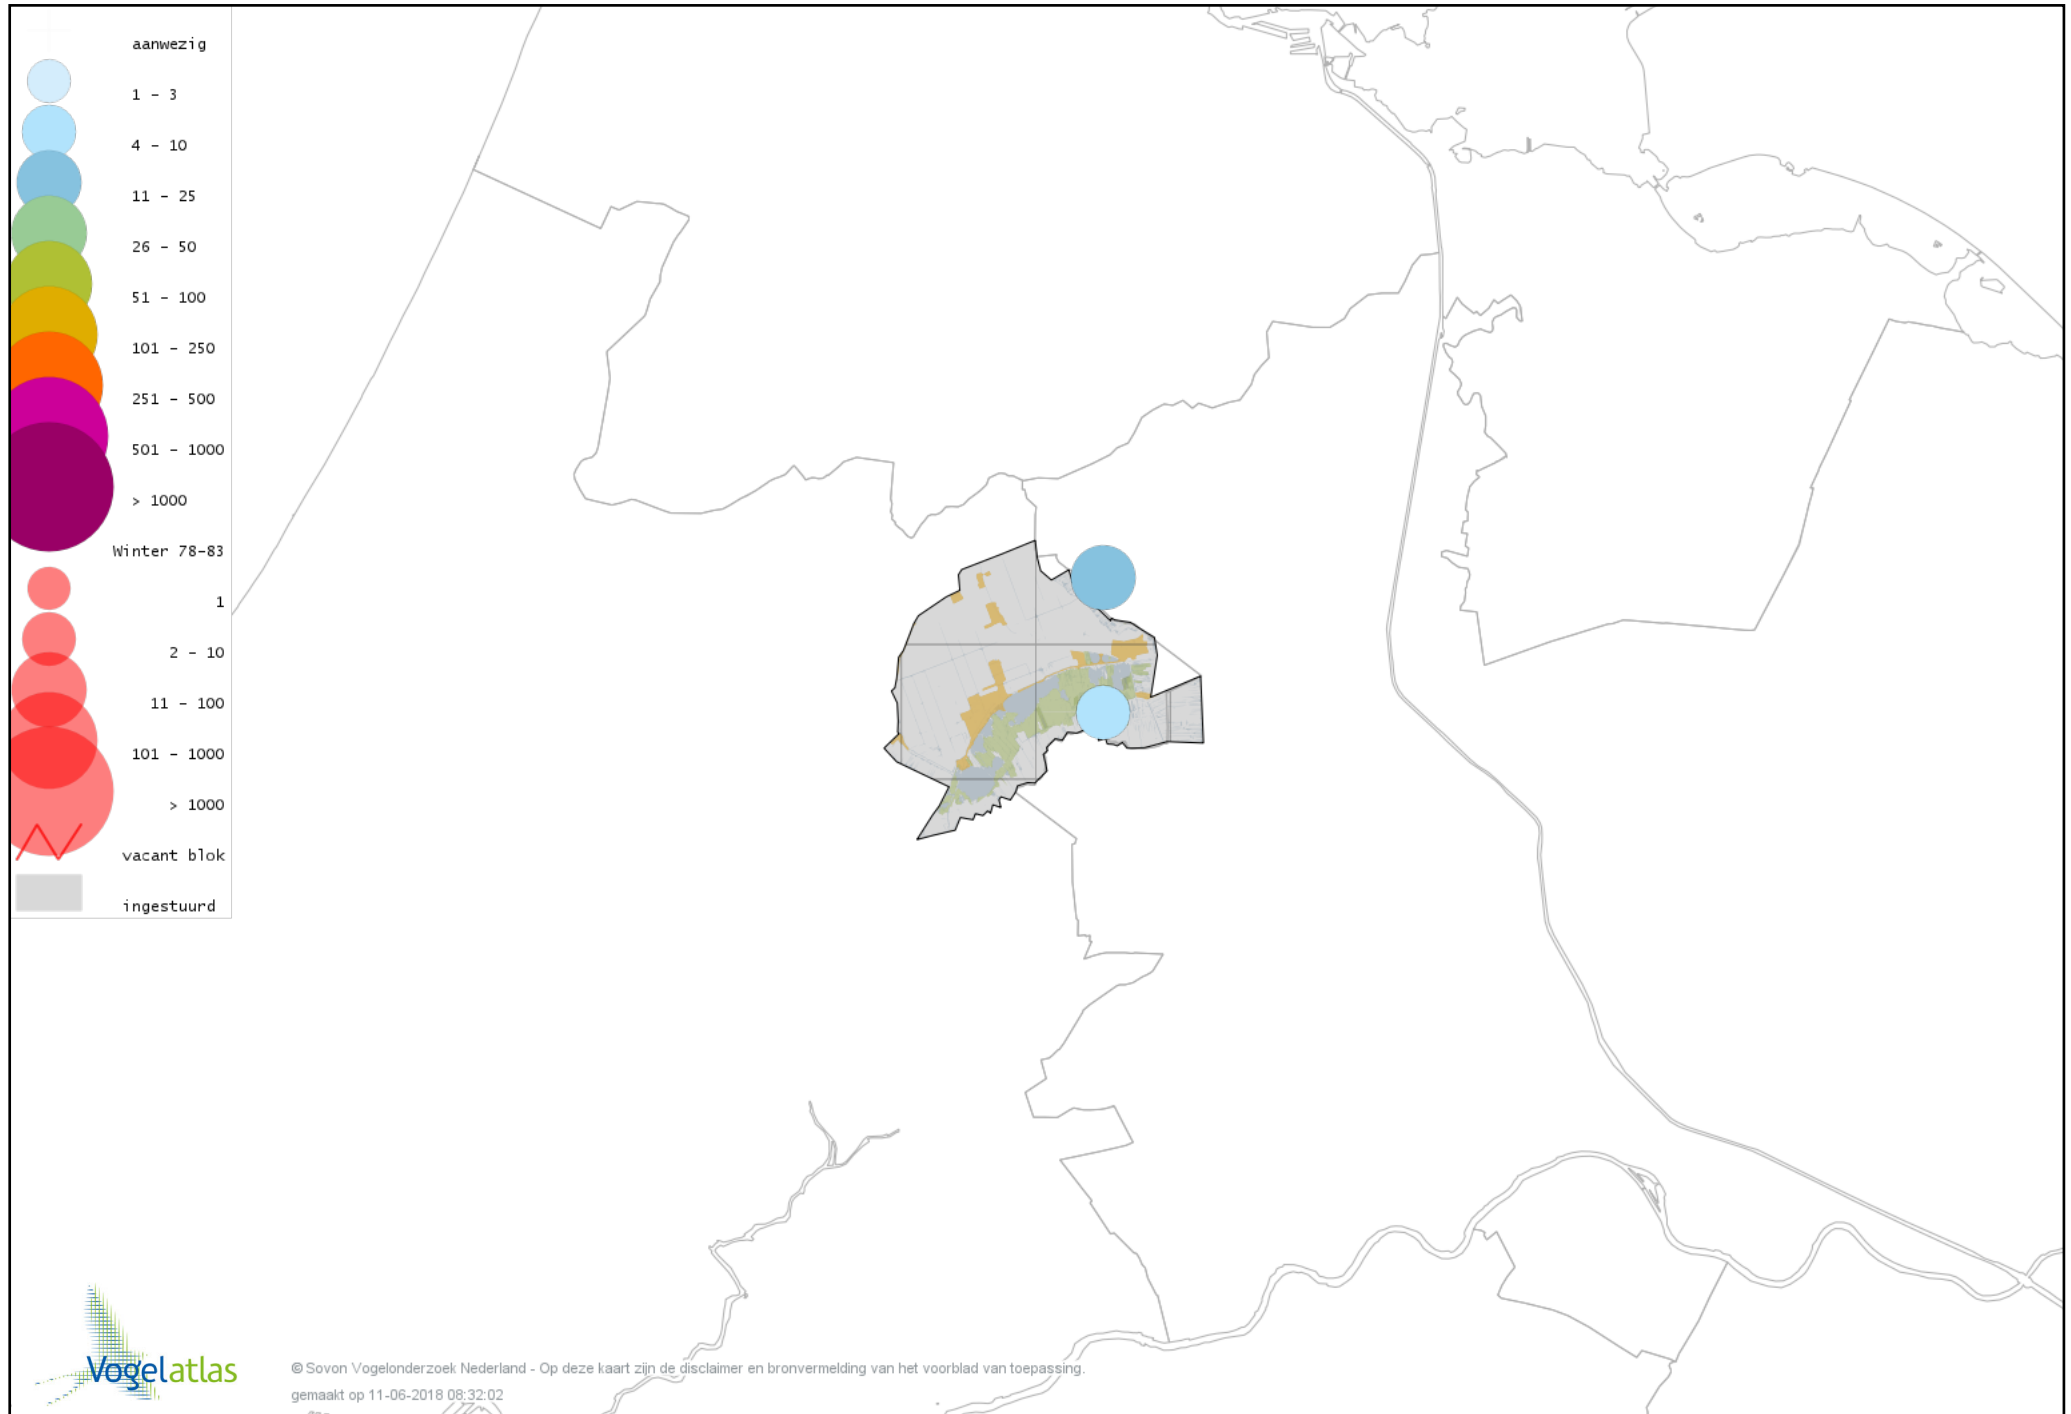 aanwezig
1 - 3
4 - 10
11 - 25
26 - 50
51 - 100
101 - 250
251 - 500
501 - 1000
> 1000
Winter 78-83
1
2 - 10
11 - 100
101 - 1000
> 1000
vacant blok
ingestuurd
Vogelatlas
© Sovon Vogelonderzoek Nederland - Op deze kaart zijn de disclaimer en bronvermelding van het voorblad van toepassing.
gemaakt op 11-06-2018 08:32:02